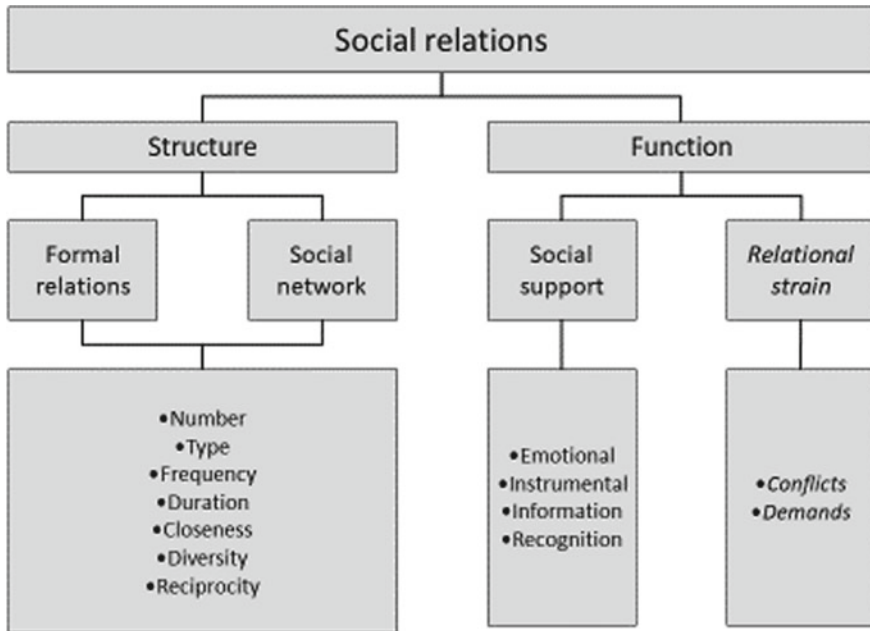 Social relations
Structure
Function
Formal
relations
Social
network
Social
support
Relational
strain
•Number
•Type
•Frequency
•Duration
•Closeness
•Diversity
•Reciprocity
•Emotional
•Instrumental
•Information
•Recognition
•Conflicts
•Demands